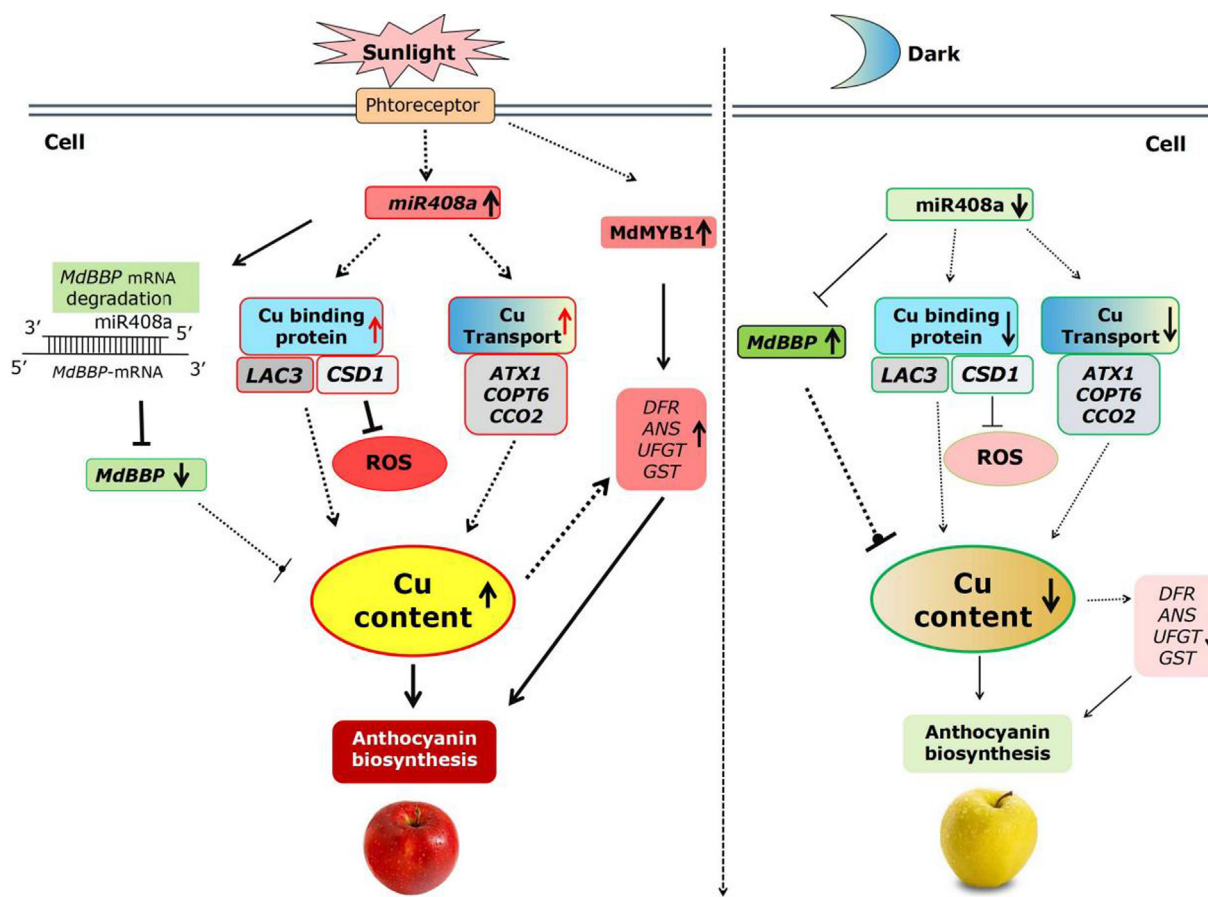 Sunlight
Phtoreceptor
Cell
miR408a
MdMYB1
MdBBP mRNA
degradation
miR408a
3′
5′
5′
3′
MdBBP-mRNA
Cu binding
protein
LAC3
CSD1
Cu
Transport
ATX1
COPT6
CCO2
ROS
MdBBP
DFR
ANS
UFGT
GST
Cu
content
Anthocyanin
biosynthesis
Dark
Cell
miR408a
MdBBP
Cu binding
protein
LAC3
CSD1
Cu
Transport
ATX1
COPT6
CCO2
ROS
Cu
content
DFR
ANS
UFGT
GST
Anthocyanin
biosynthesis